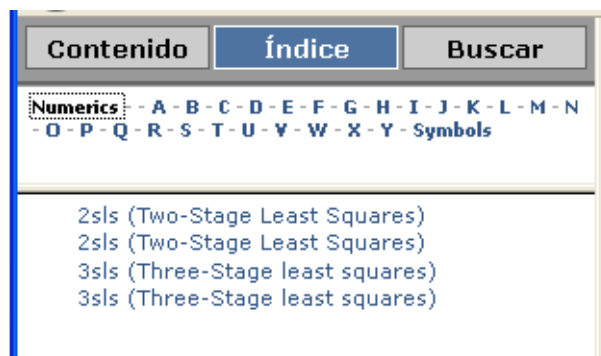 Contenido Índice Buscar
Numerics - - A - B - C - D - E - F - G - H - I - J - K - L - M - N
- O - P - Q - R - S - T - U - V - W - X - Y - Symbols
2sls (Two-Stage Least Squares)
2sls (Two-Stage Least Squares)
3sls (Three-Stage least squares)
3sls (Three-Stage least squares)